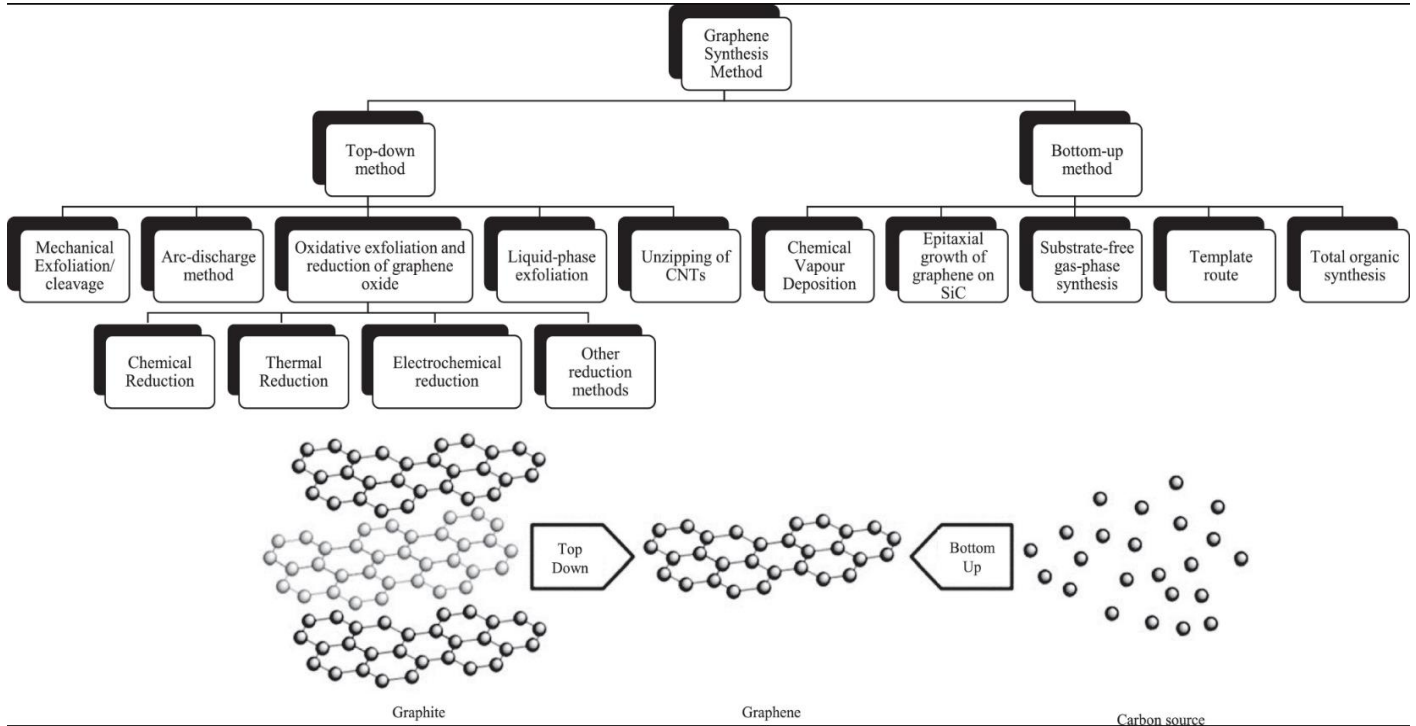 Graphene
Synthesis
Method
Top-down
method
Bottom-up
method
Mechanical
Exfoliation/
cleavage
Arc-discharge
method
Oxidative exfoliation and
reduction of graphene
oxide
Liquid-phase
exfoliation
Unzipping of
CNTs
Chemical
Vapour
Deposition
Epitaxial
growth of
graphene on
SiC
Substrate-free
gas-phase
synthesis
Template
route
Total organic
synthesis
Chemical
Reduction
Thermal
Reduction
Electrochemical
reduction
Other
reduction
methods
Top
Down
Bottom
Up
Graphite
Graphene
Carbon source